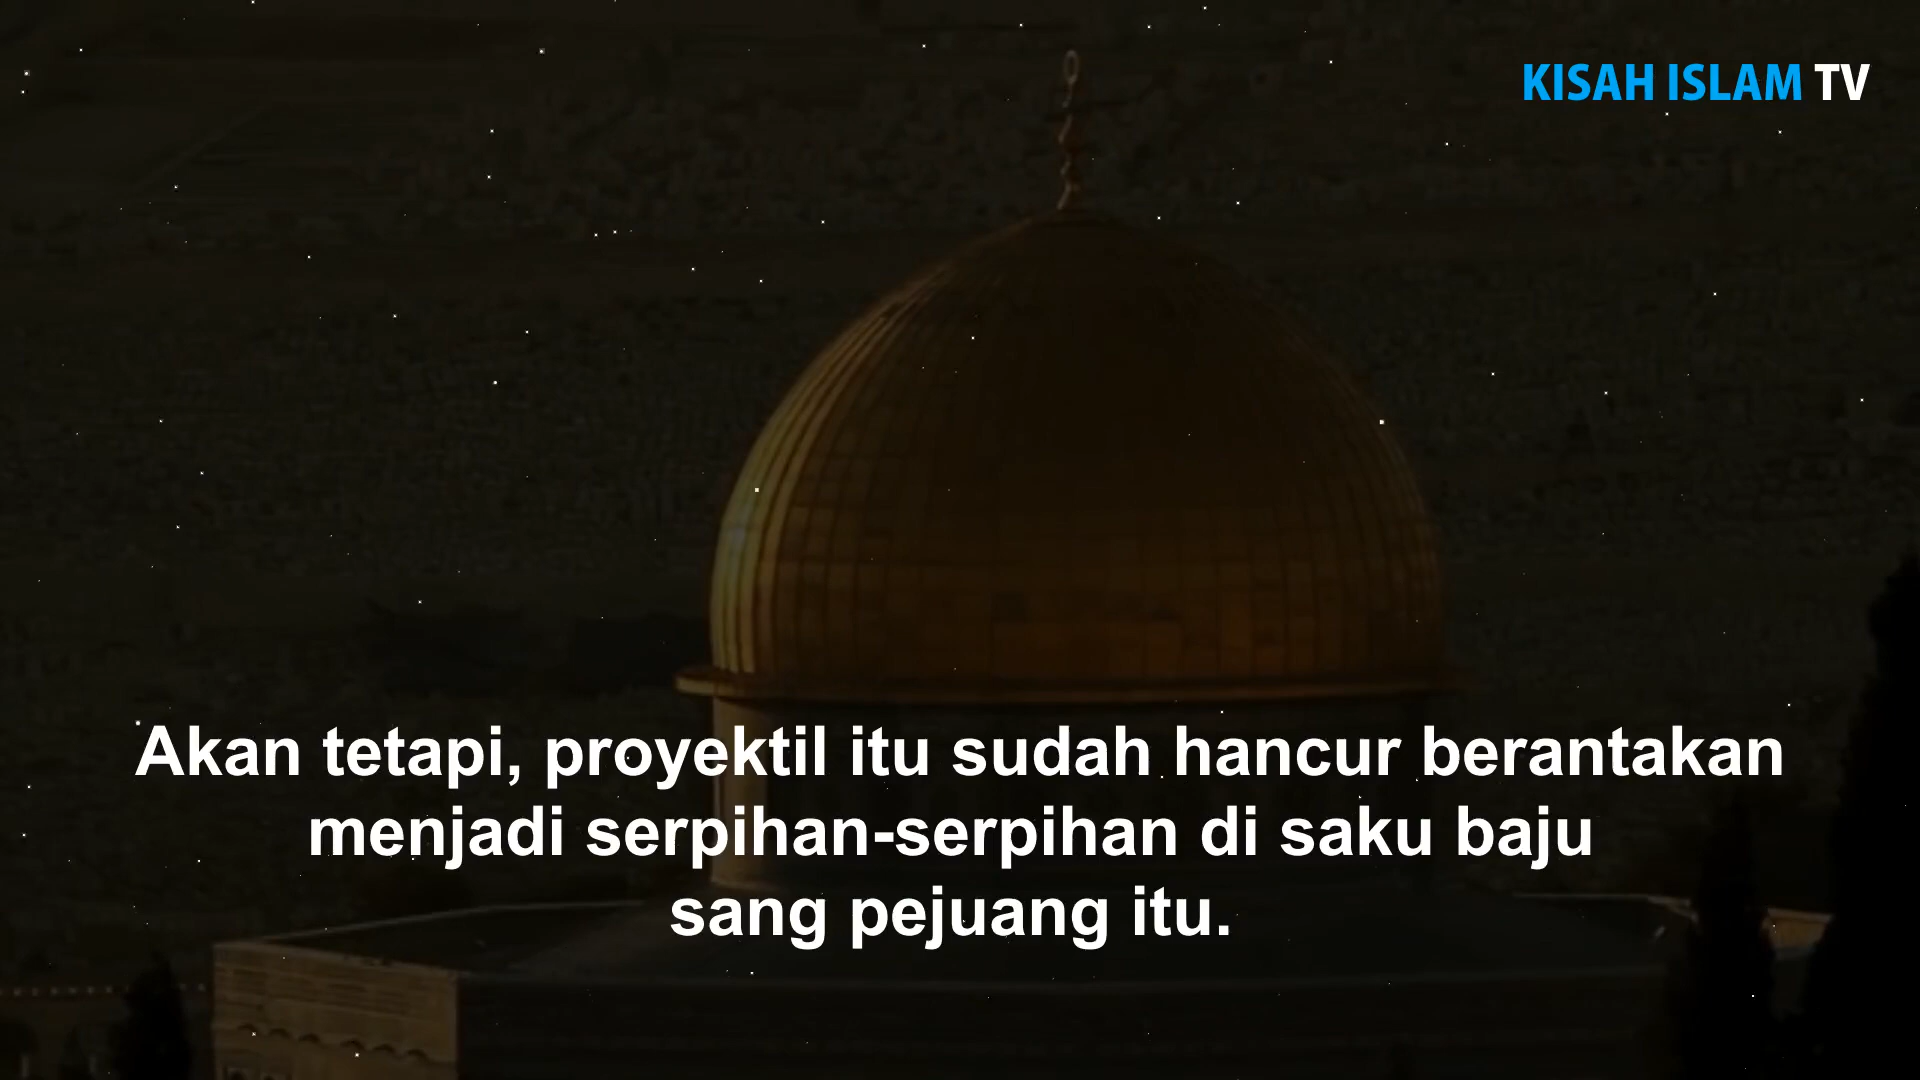 KISAH ISLAM TV
Akan tetapi, proyektil itu sudah hancur berantakan
menjadi serpihan-serpihan di saku baju
sang pejuang itu.